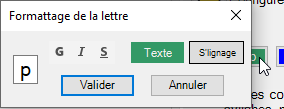 Formattage de la lettre
p
G I S Texte S'lignage
Valider Annuler